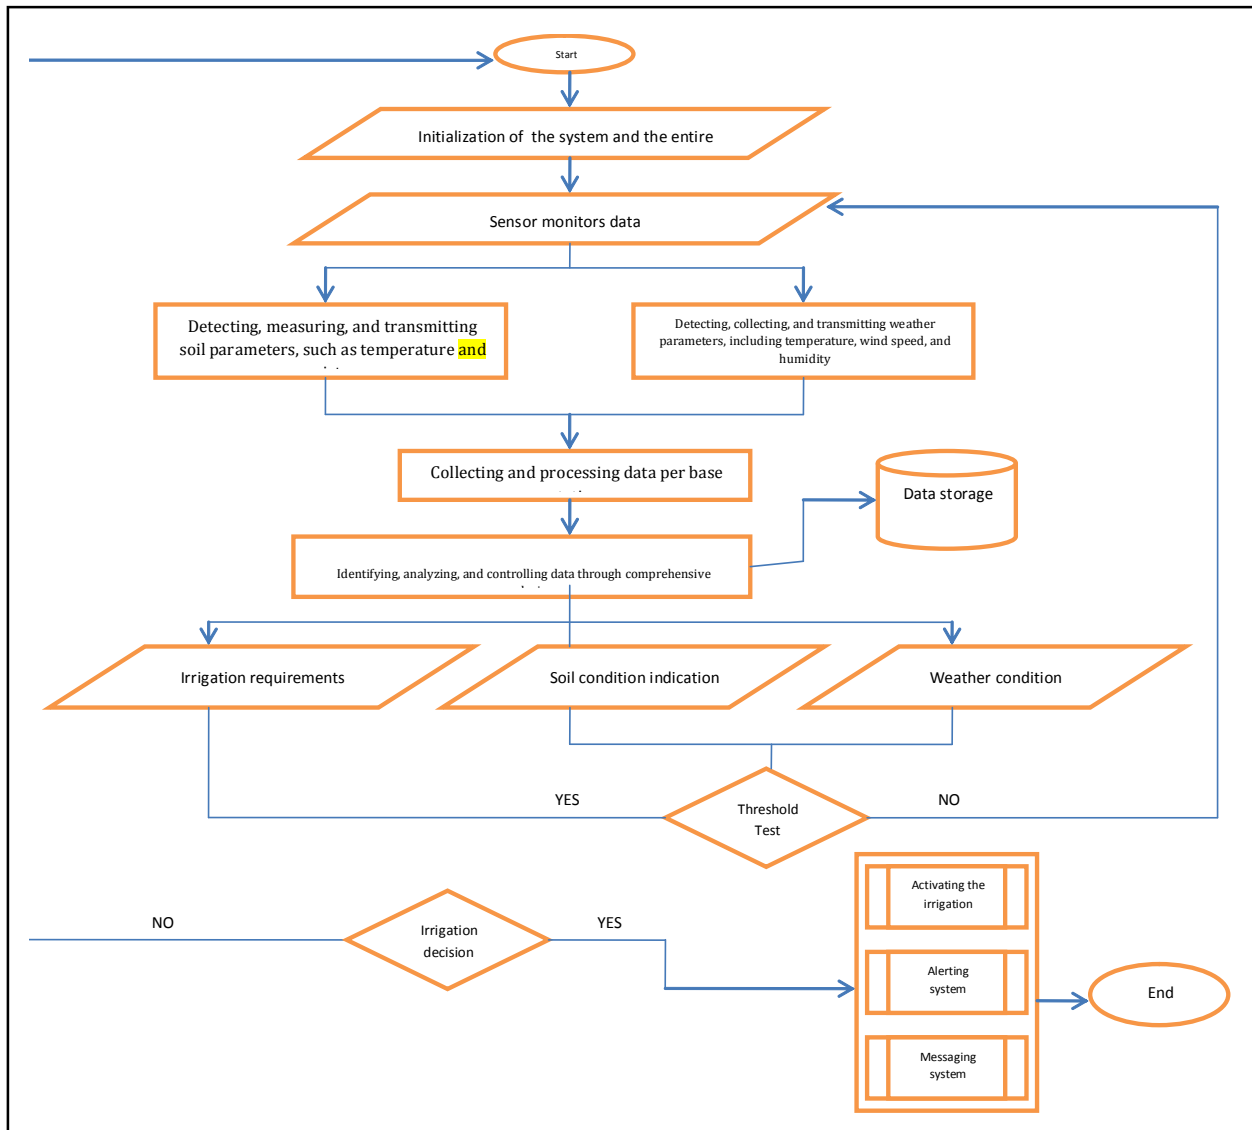 Start
Initialization of the system and the entire
Sensor monitors data
Detecting, measuring, and transmitting
soil parameters, such as temperature and
Detecting, collecting, and transmitting weather
parameters, including temperature, wind speed, and
humidity
Collecting and processing data per base
Data storage
Identifying, analyzing, and controlling data through comprehensive
Irrigation requirements
Soil condition indication
Weather condition
YES
Threshold
Test
NO
NO
Irrigation
decision
YES
Activating the
irrigation
Alerting
system
Messaging
system
End